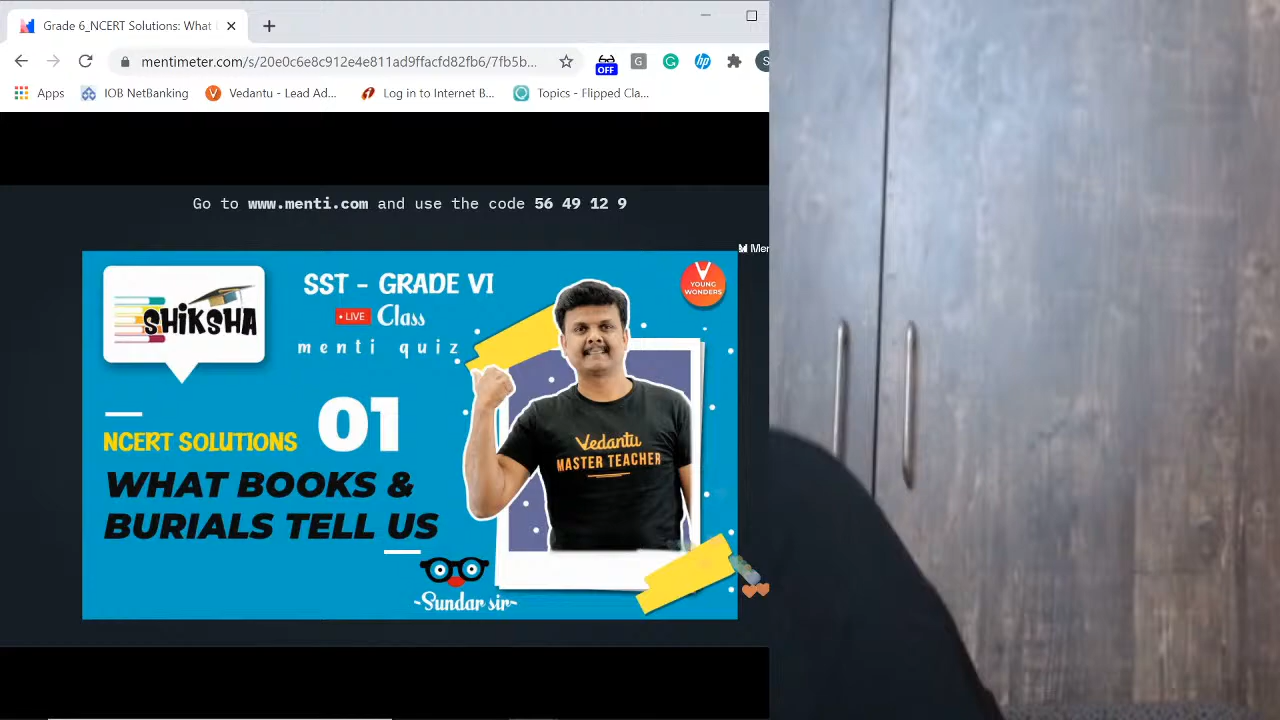 Grade 6_NCERT Solutions: What
mentimeter.com/s/20e0c6e8c912e4e811ad9ffacfd82fb6/7fb5b...
OFF
G
G
hp
S
Apps
IOB NetBanking
Vedantu - Lead Ad...
Log in to Internet B...
Topics - Flipped Cla...
Go to www.menti.com and use the code 56 49 12 9
Men
SHIKSHA
SST - GRADE VI
• LIVE Class
menti quiz
V
YOUNG
WONDERS
01
NCERT SOLUTIONS
WHAT BOOKS &
BURIALS TELL US
Vedantu
MASTER TEACHER
~Sundar sir~